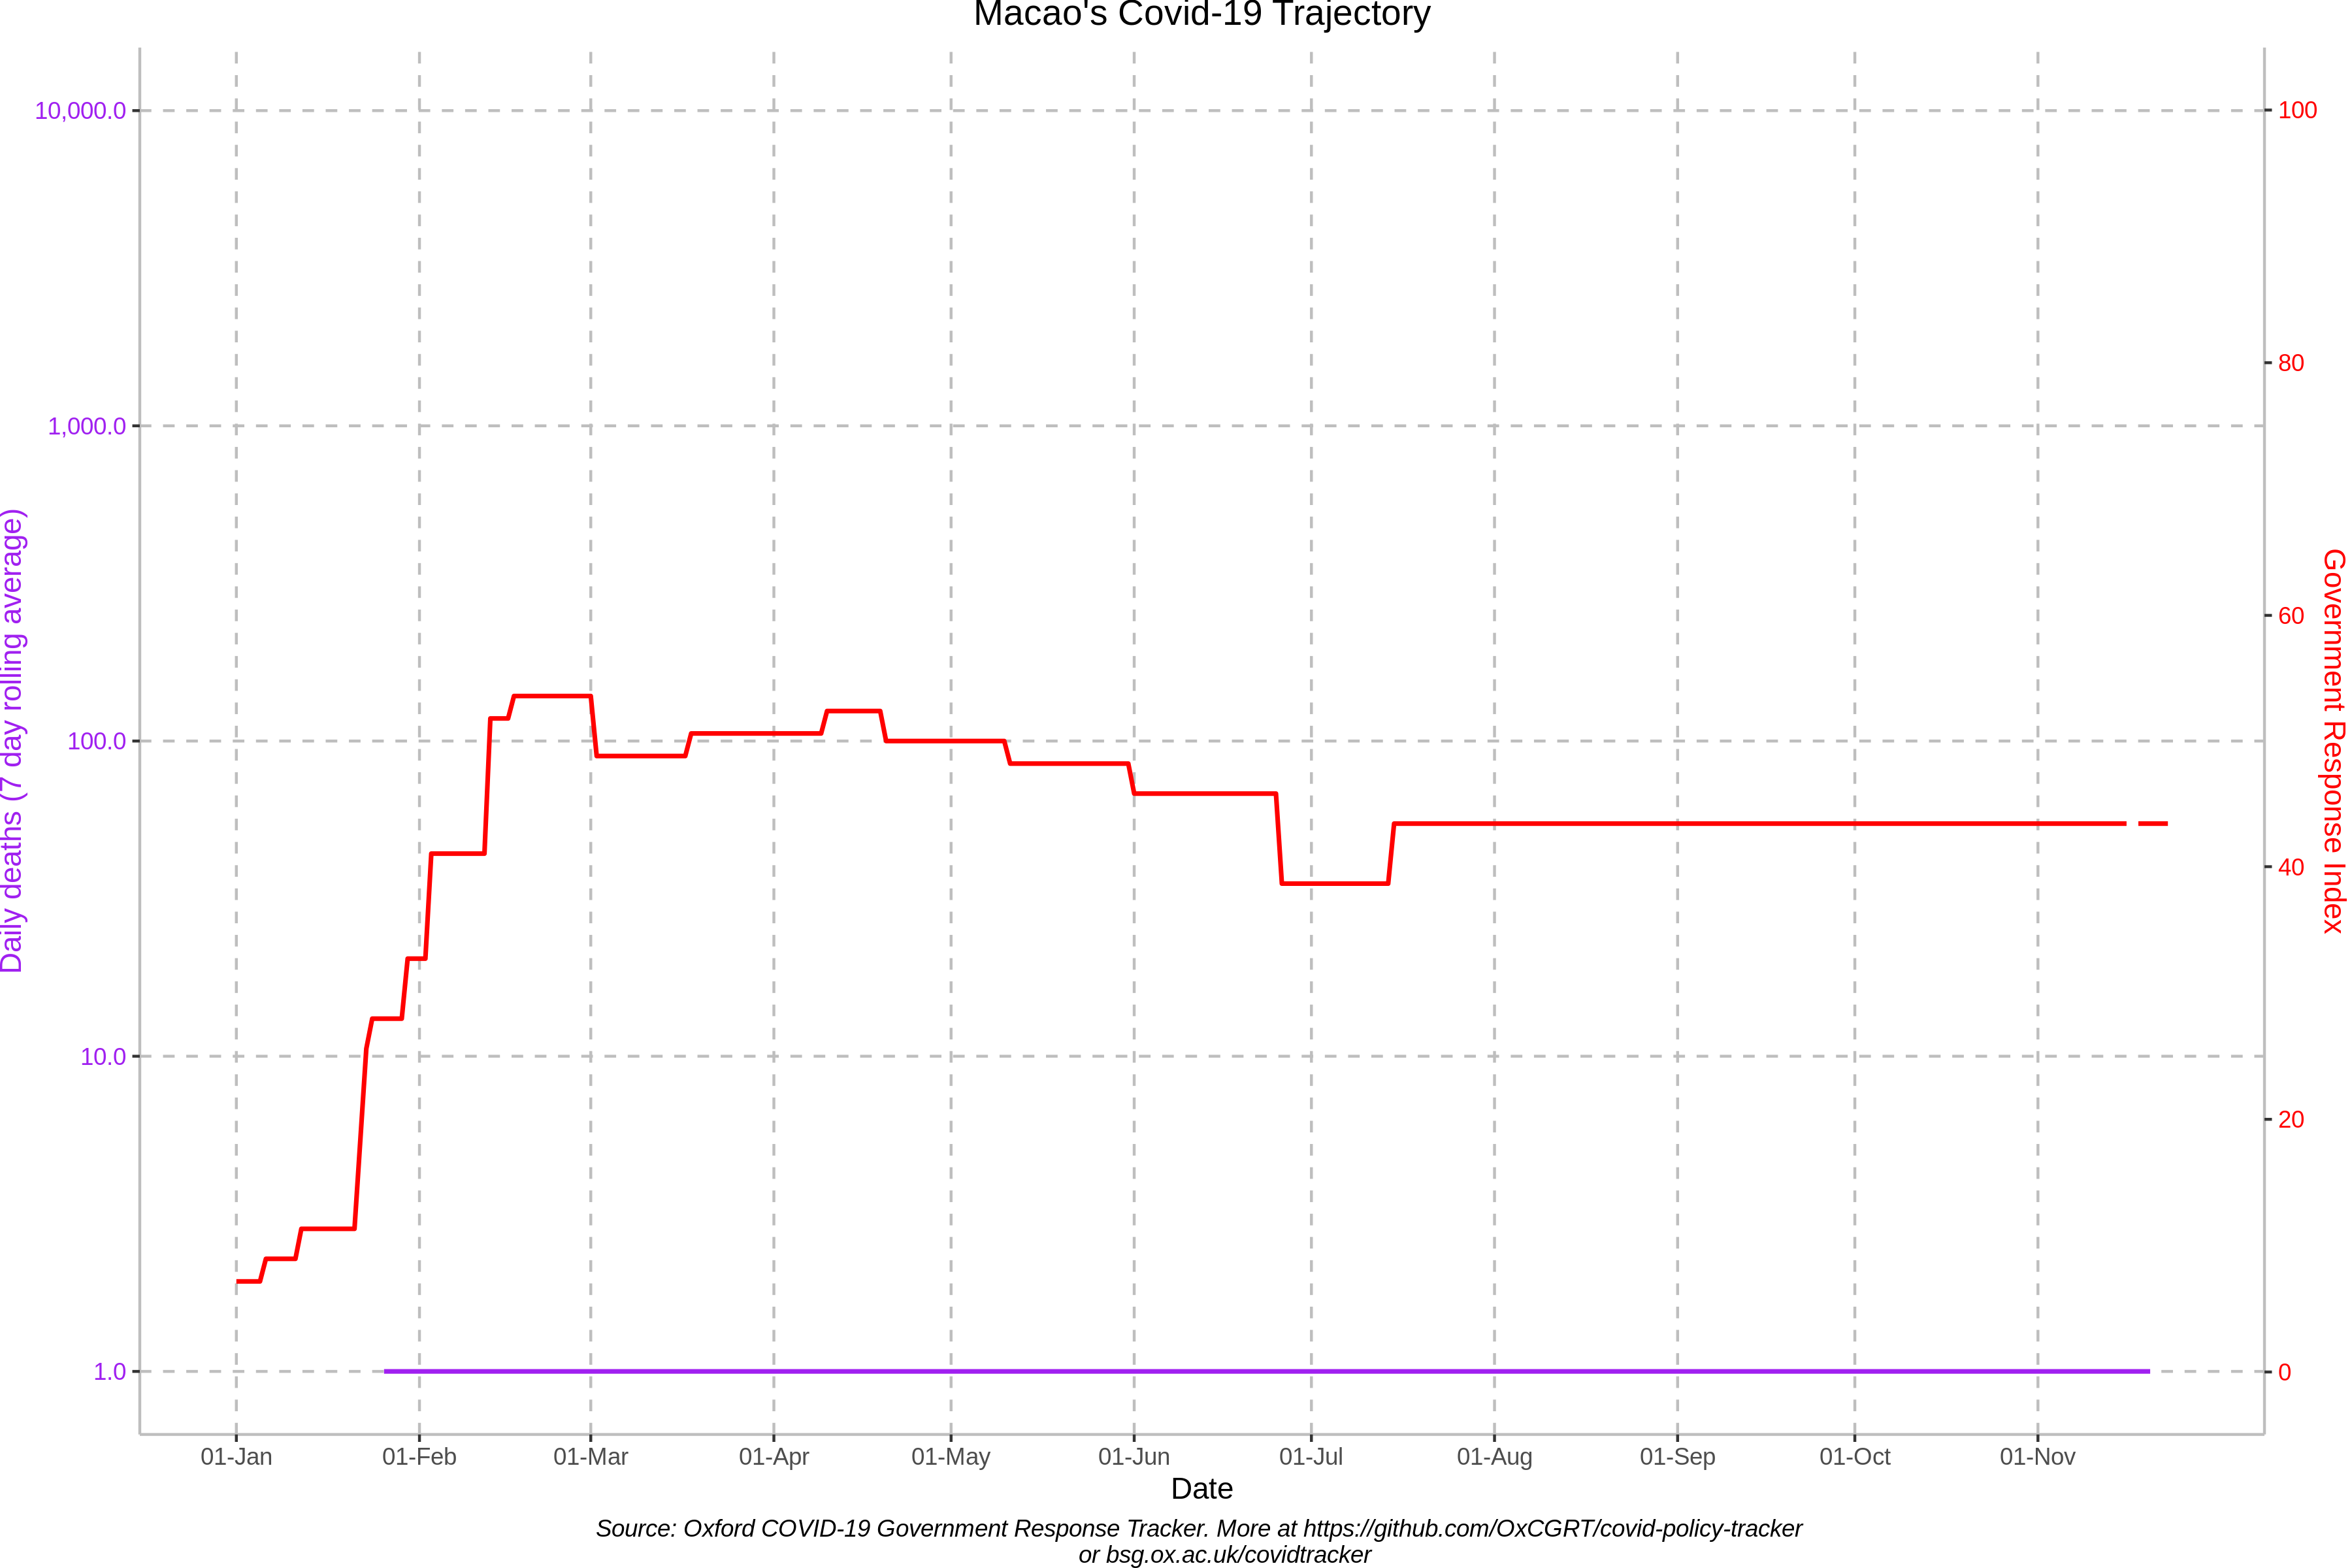 Macao's Covid-19 Trajectory
10,000.0
1,000.0
100.0
10.0
1.0
Daily deaths (7 day rolling average)
100
80
60
40
20
0
Government Response Index
01-Jan
01-Feb
01-Mar
01-Apr
01-May
01-Jun
01-Jul
01-Aug
01-Sep
01-Oct
01-Nov
Date
Source: Oxford COVID-19 Government Response Tracker. More at https://github.com/OxCGRT/covid-policy-tracker
or bsg.ox.ac.uk/covidtracker